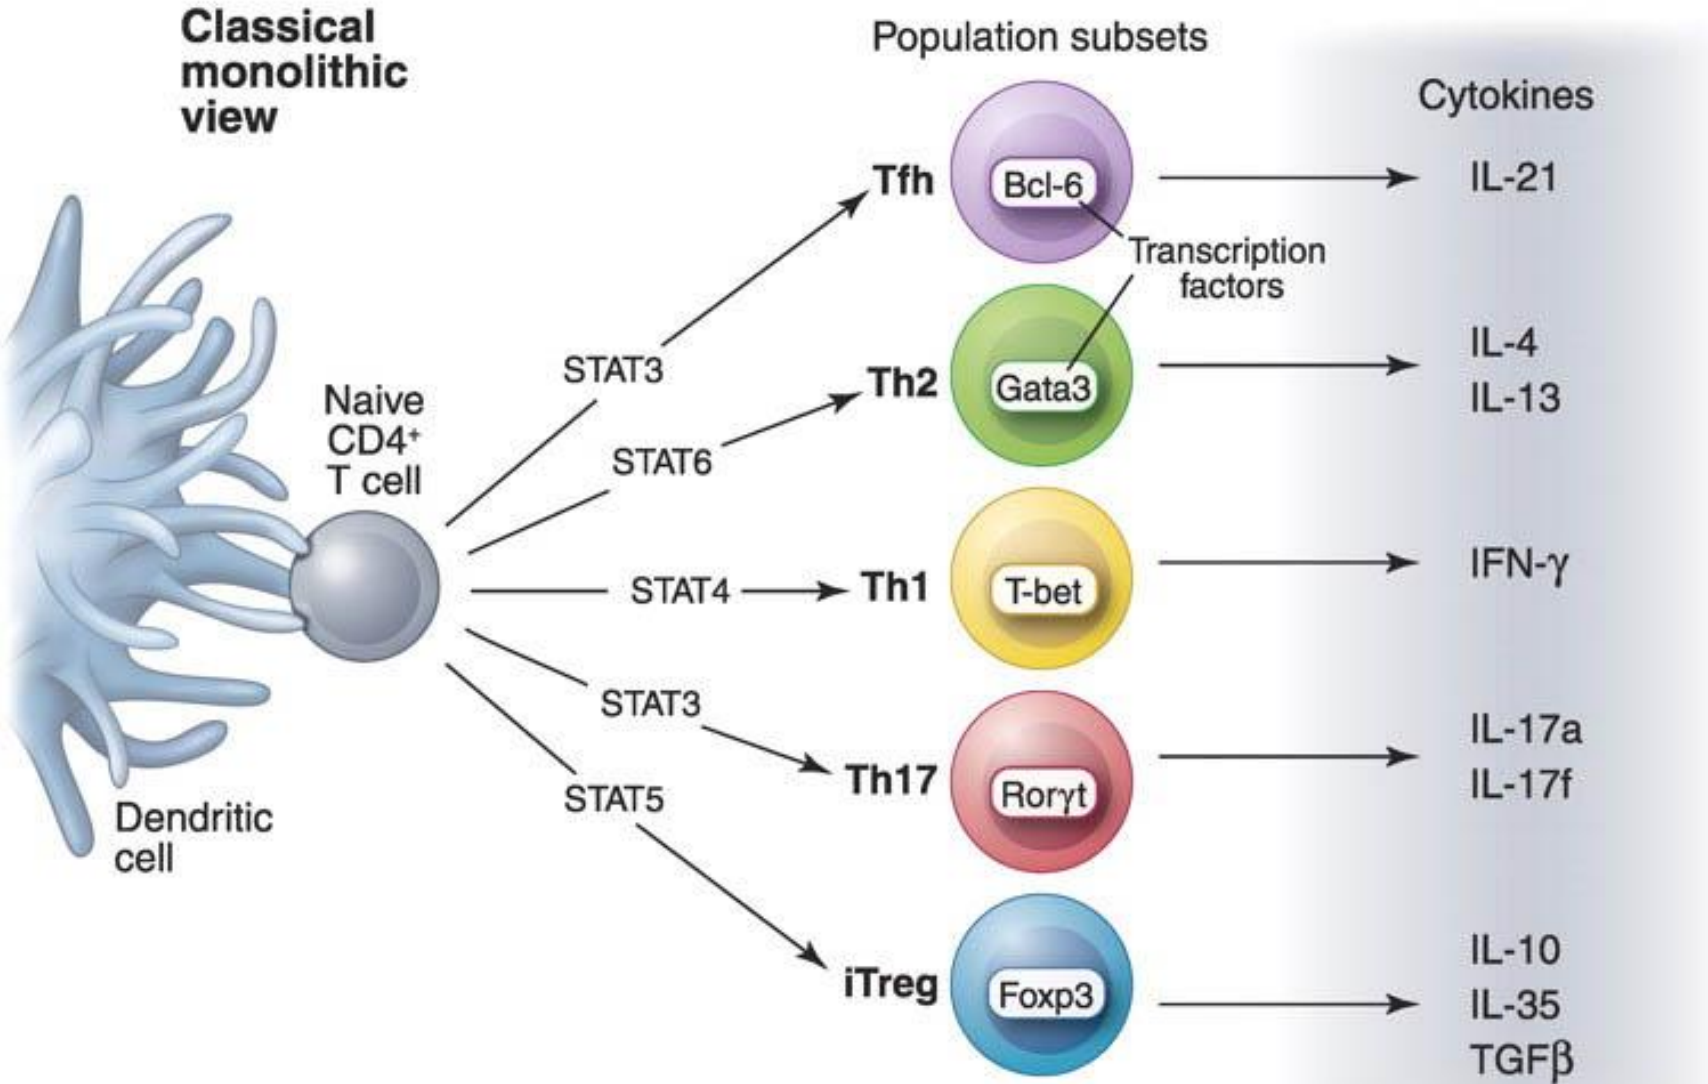 Classical
monolithic
view
Population subsets
Cytokines
Tfh
Bcl-6
IL-21
Transcription
factors
STAT3
Th2
Gata3
IL-4
IL-13
STAT6
Naive
CD4⁺
T cell
STAT4
Th1
T-bet
IFN-γ
STAT3
Th17
Rorγt
IL-17a
IL-17f
STAT5
Dendritic
cell
iTreg
Foxp3
IL-10
IL-35
TGFβ